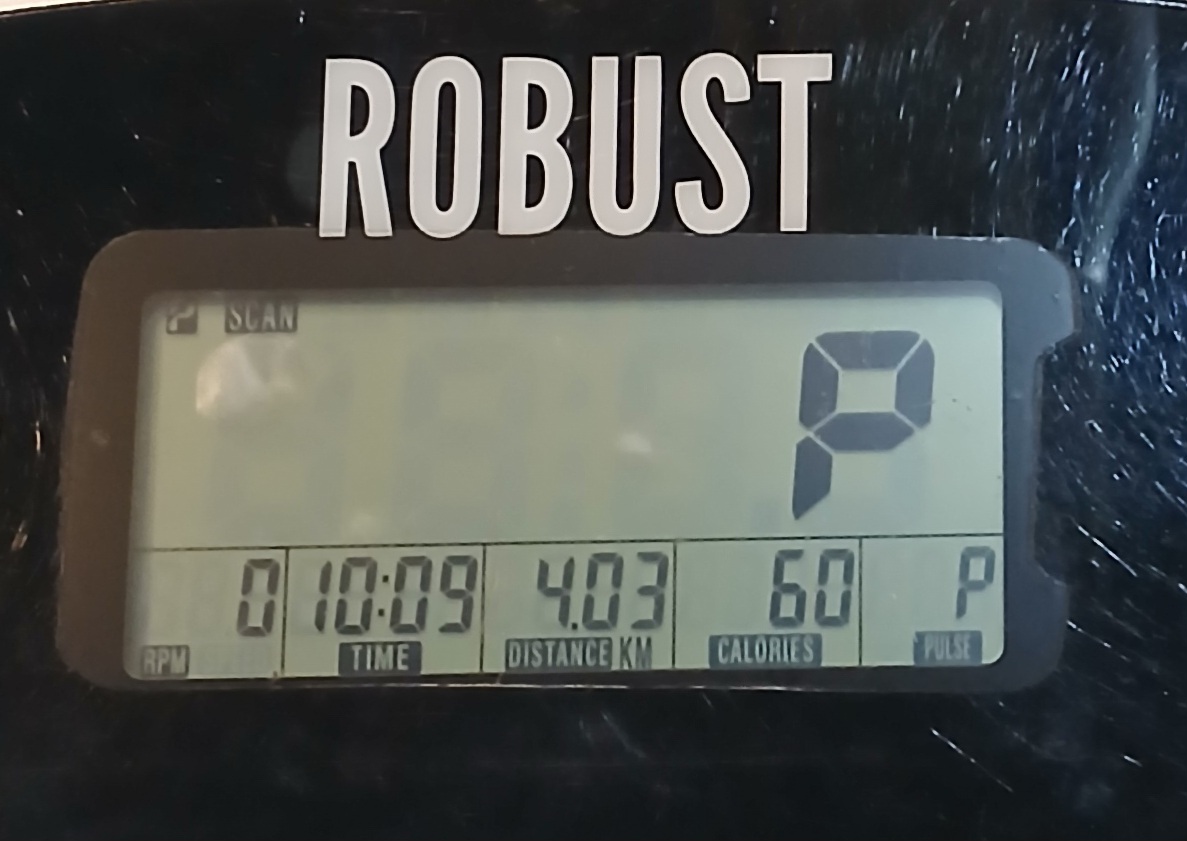 ROBUST
P SCAN
P
0 10:09 4.03 60 P
RPM TIME DISTANCE KM CALORIES PULSE